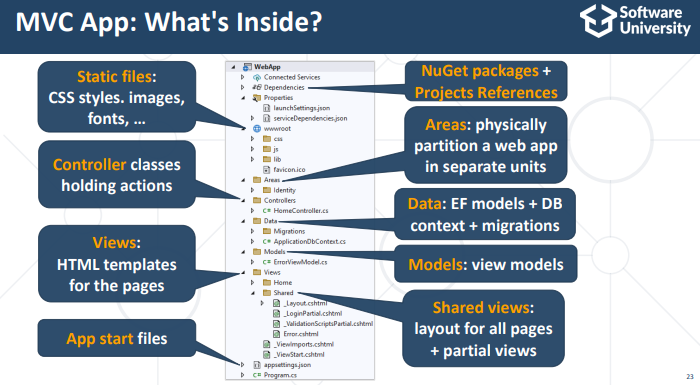 MVC App: What's Inside?
Software
University
Static files:
CSS styles. images,
fonts, ...
Controller classes
holding actions
Views:
HTML templates
for the pages
App start files
WebApp
Connected Services
Dependencies
Properties
launchSettings.json
serviceDependencies.json
wwwroot
css
js
lib
favicon.ico
Areas
Identity
Controllers
C# HomeController.cs
Data
Migrations
C# ApplicationDbContext.cs
Models
C# ErrorViewModel.cs
Views
Home
Shared
_Layout.cshtml
_LoginPartial.cshtml
_ValidationScriptsPartial.cshtml
Error.cshtml
_ViewImports.cshtml
_ViewStart.cshtml
appsettings.json
C# Program.cs
NuGet packages +
Projects References
Areas: physically
partition a web app
in separate units
Data: EF models + DB
context + migrations
Models: view models
Shared views:
layout for all pages
+ partial views
23